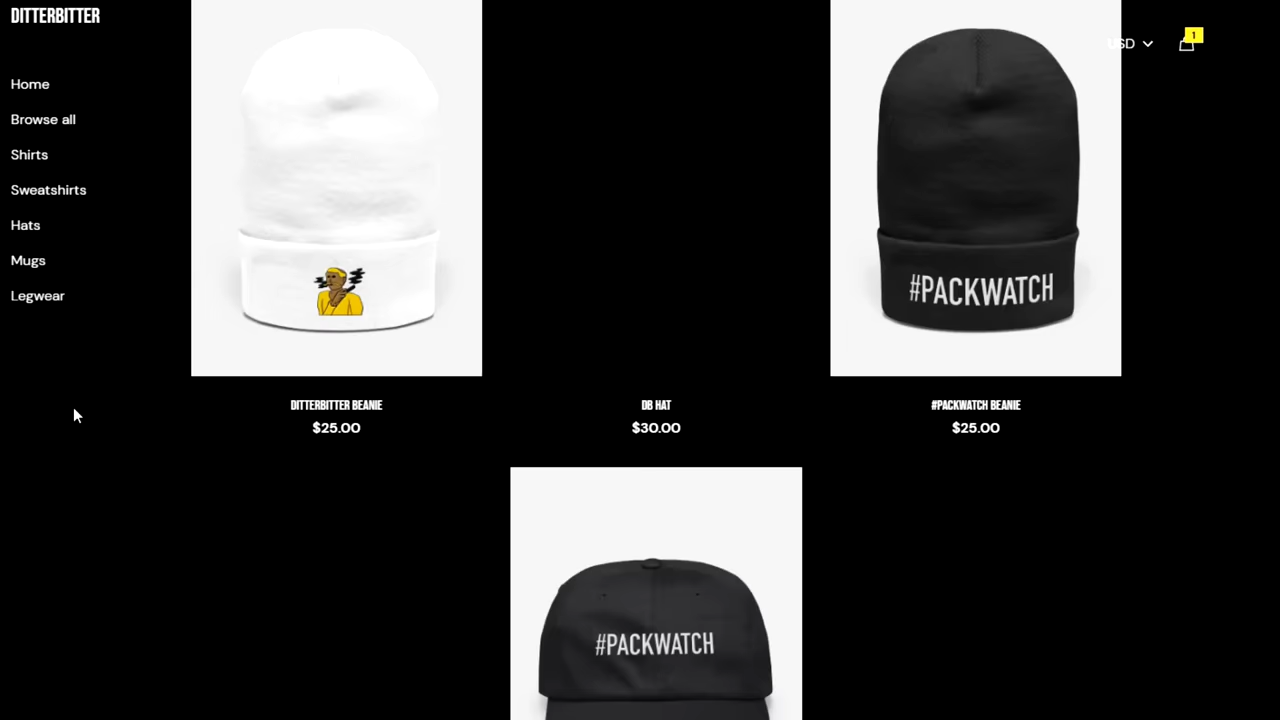 DITTERBITTER
USD
1
Home
Browse all
Shirts
Sweatshirts
Hats
Mugs
Legwear
#PACKWATCH
DITTERBITTER BEANIE
$25.00
DB HAT
$30.00
#PACKWATCH BEANIE
$25.00
#PACKWATCH